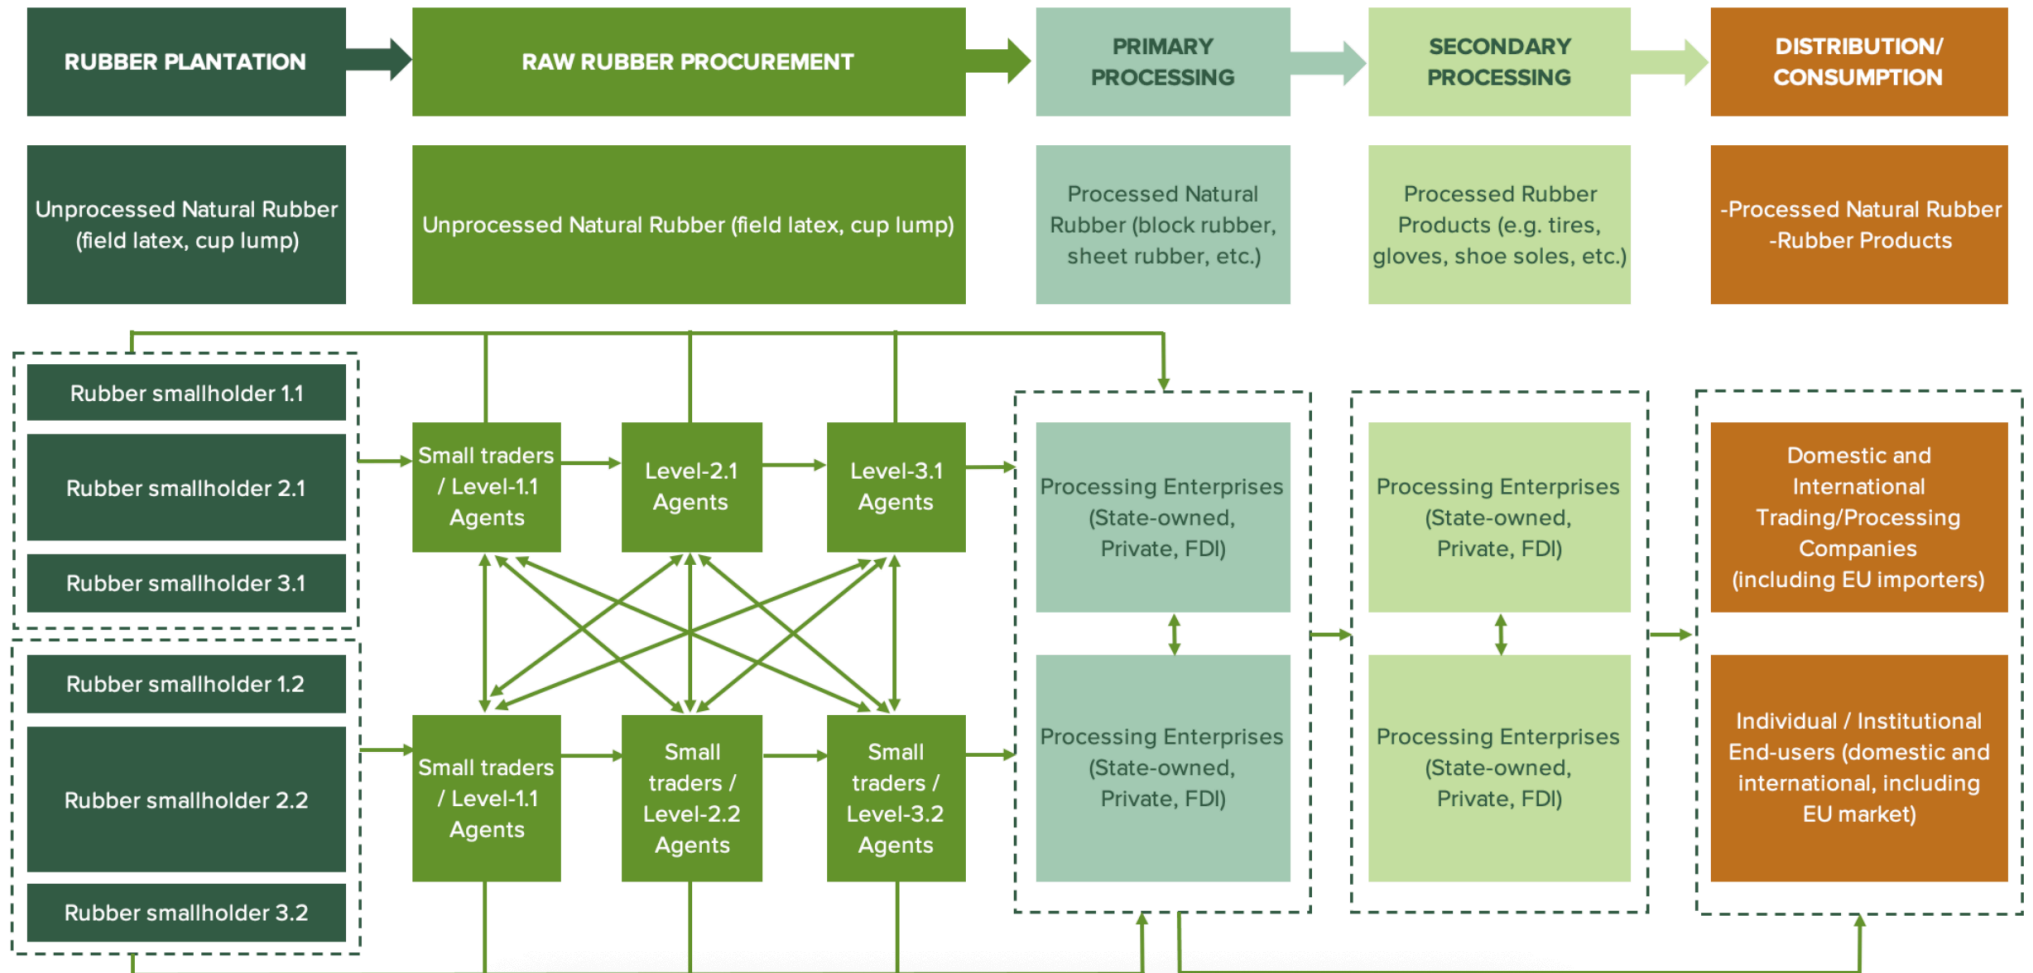 RUBBER PLANTATION
RAW RUBBER PROCUREMENT
PRIMARY
PROCESSING
SECONDARY
PROCESSING
DISTRIBUTION/
CONSUMPTION
Unprocessed Natural Rubber
(field latex, cup lump)
Unprocessed Natural Rubber (field latex, cup lump)
Processed Natural
Rubber (block rubber,
sheet rubber, etc.)
Processed Rubber
Products (e.g. tires,
gloves, shoe soles, etc.)
-Processed Natural Rubber
-Rubber Products
Rubber smallholder 1.1
Rubber smallholder 2.1
Rubber smallholder 3.1
Small traders
/ Level-1.1
Agents
Level-2.1
Agents
Level-3.1
Agents
Processing Enterprises
(State-owned,
Private, FDI)
Processing Enterprises
(State-owned,
Private, FDI)
Domestic and
International
Trading/Processing
Companies
(including EU importers)
Rubber smallholder 1.2
Rubber smallholder 2.2
Rubber smallholder 3.2
Small traders
/ Level-1.1
Agents
Small
traders /
Level-2.2
Agents
Small
traders /
Level-3.2
Agents
Processing Enterprises
(State-owned,
Private, FDI)
Processing Enterprises
(State-owned,
Private, FDI)
Individual / Institutional
End-users (domestic and
international, including
EU market)